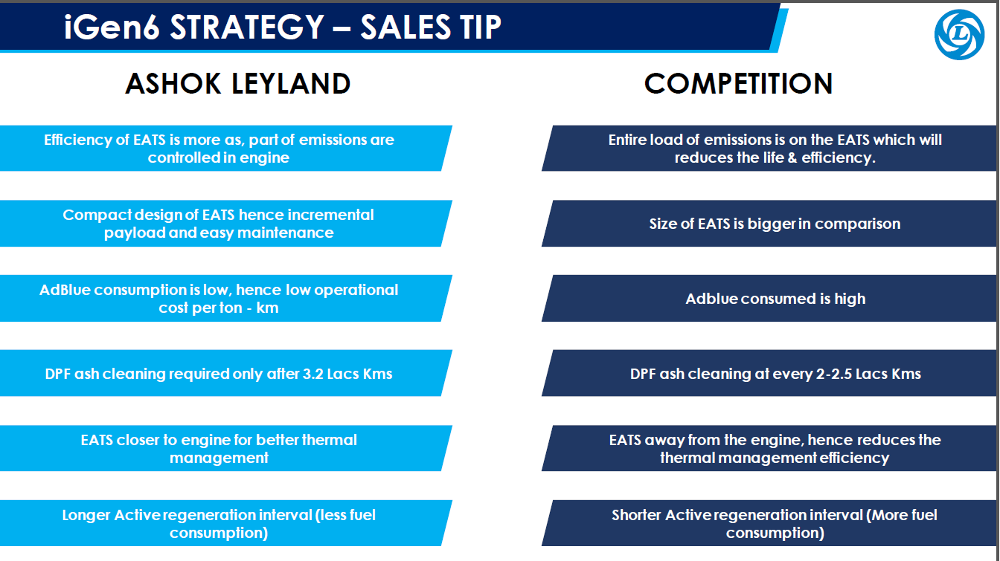 iGen6 STRATEGY – SALES TIP
L
ASHOK LEYLAND
COMPETITION
Efficiency of EATS is more as, part of emissions are
controlled in engine
Entire load of emissions is on the EATS which will
reduces the life & efficiency.
Compact design of EATS hence incremental
payload and easy maintenance
Size of EATS is bigger in comparison
AdBlue consumption is low, hence low operational
cost per ton - km
Adblue consumed is high
DPF ash cleaning required only after 3.2 Lacs Kms
DPF ash cleaning at every 2-2.5 Lacs Kms
EATS closer to engine for better thermal
management
EATS away from the engine, hence reduces the
thermal management efficiency
Longer Active regeneration interval (less fuel
consumption)
Shorter Active regeneration interval (More fuel
consumption)